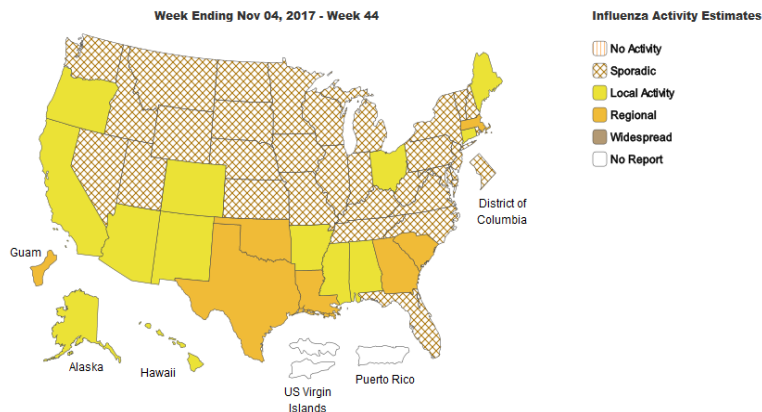 Week Ending Nov 04, 2017 - Week 44
Influenza Activity Estimates
No Activity
Sporadic
Local Activity
Regional
Widespread
No Report
District of
Columbia
Guam
Alaska
Hawaii
US Virgin
Islands
Puerto Rico